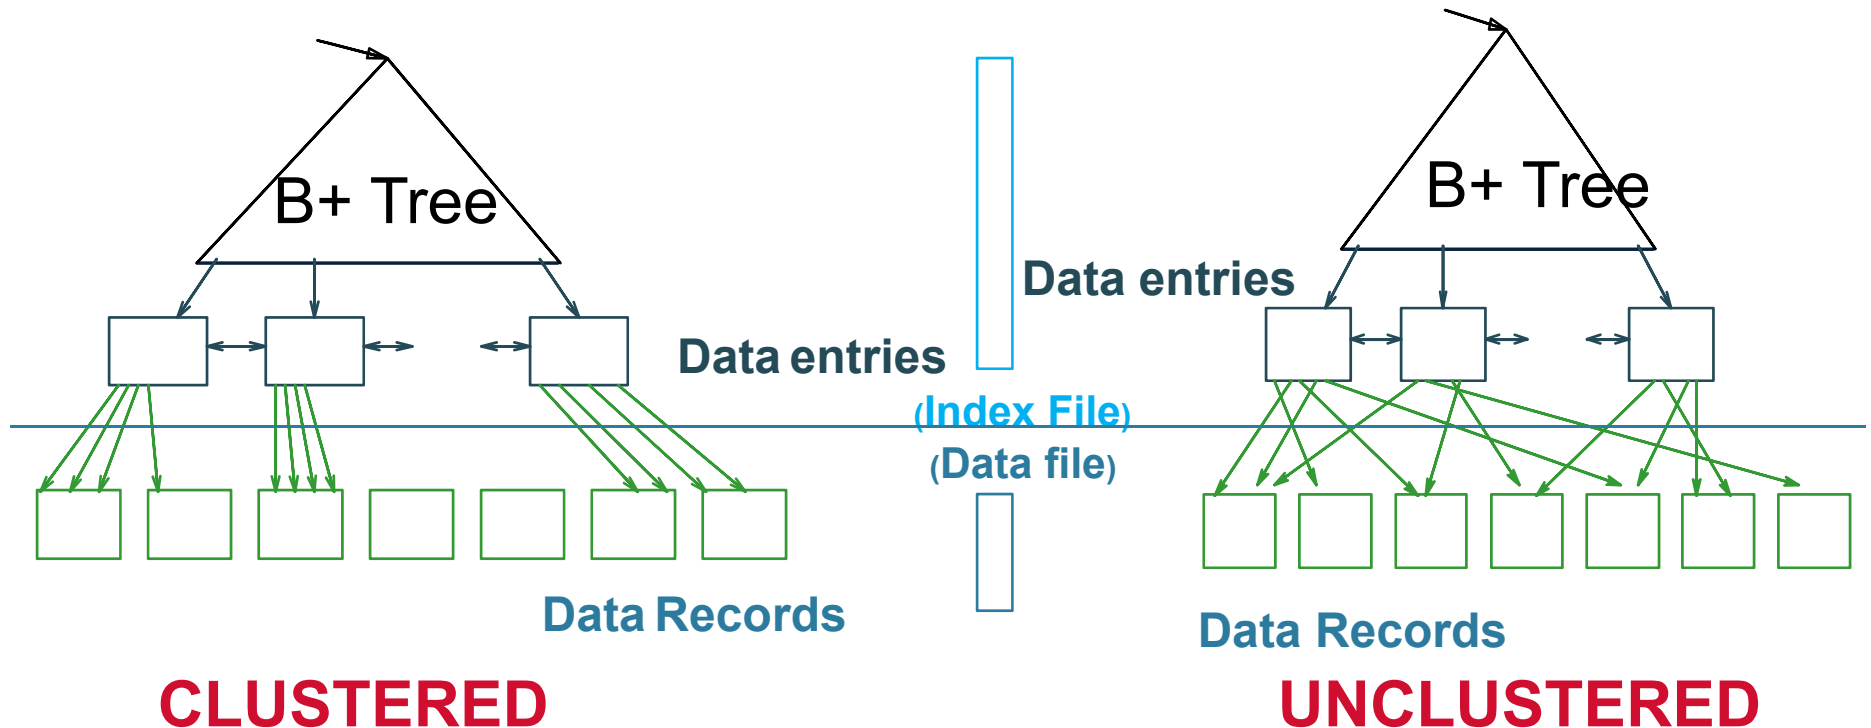 B+ Tree
B+ Tree
Data entries
Data entries
(Index File)
(Data file)
Data Records
Data Records
CLUSTERED
UNCLUSTERED